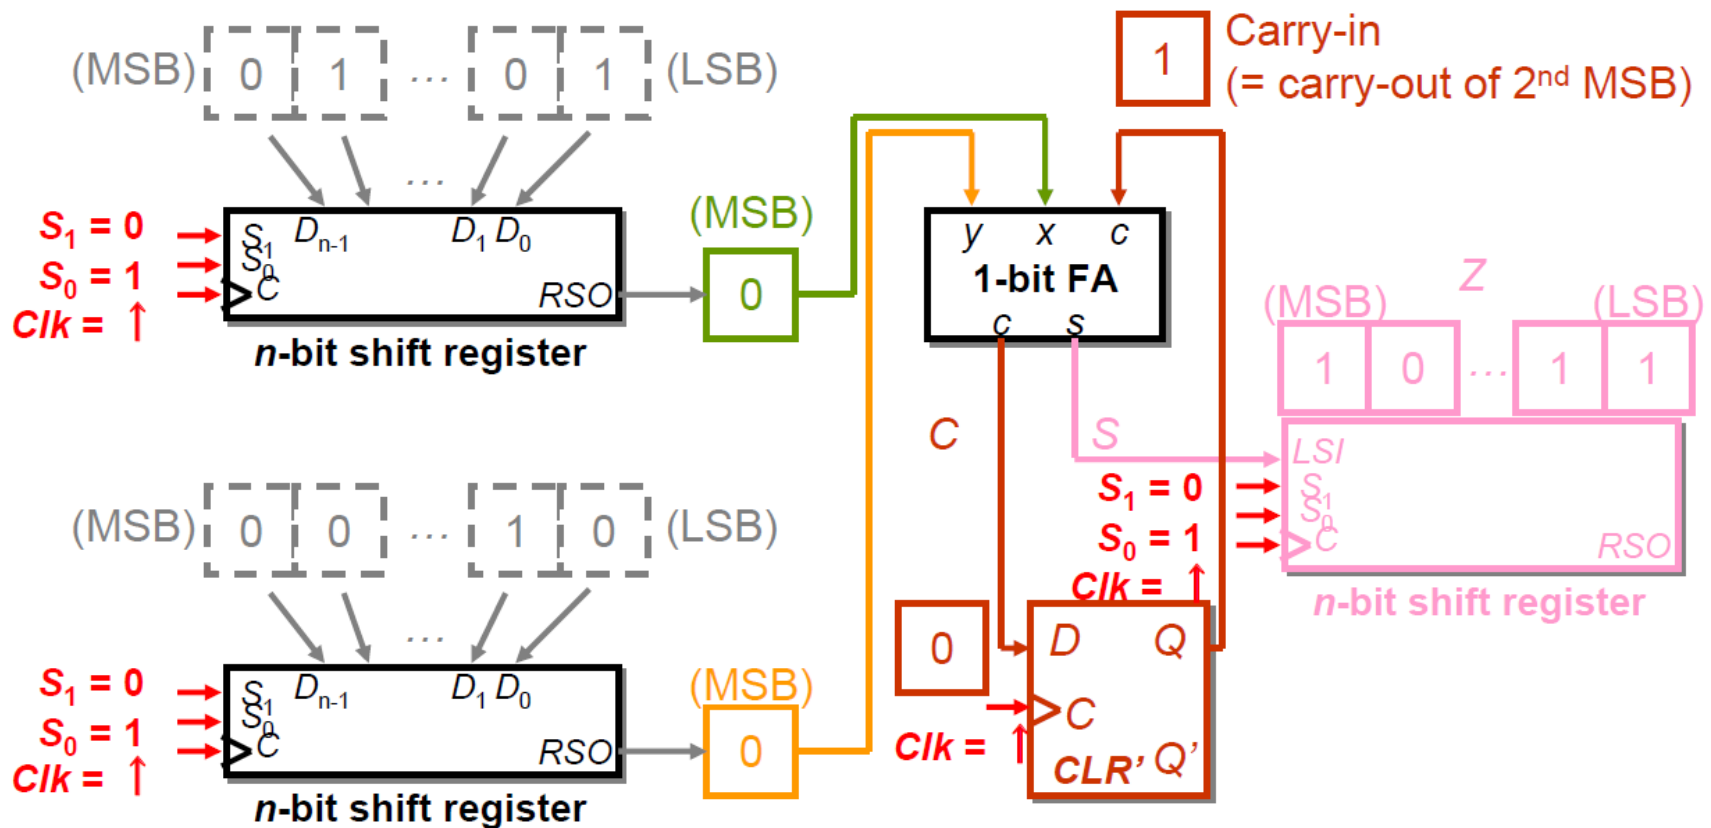 (MSB) 0 1 ... 0 1 (LSB)
1 Carry-in
(= carry-out of 2nd MSB)
...
S1 = 0
S0 = 1
Clk = ↑
S1 Dn-1 D1 D0
S0
C RSO
n-bit shift register
(MSB)
0
y x c
1-bit FA
c s
Z
(MSB) (LSB)
1 0 ... 1 1
C
S
LSI
S1
S0
C RSO
n-bit shift register
S1 = 0
S0 = 1
Clk = ↑
(MSB) 0 0 ... 1 0 (LSB)
...
S1 = 0
S0 = 1
Clk = ↑
S1 Dn-1 D1 D0
S0
C RSO
n-bit shift register
(MSB)
0
0
D Q
C
Clk = ↑
CLR’ Q’